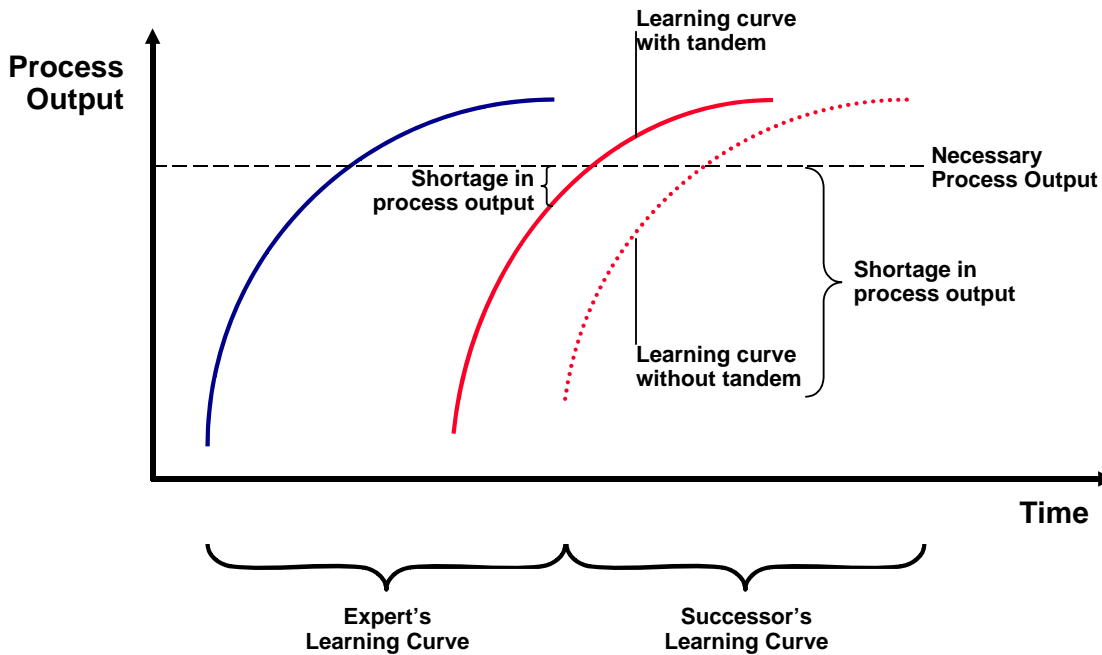 Learning curve
with tandem
Process
Output
Necessary
Process Output
Shortage in
process output
Shortage in
process output
Learning curve
without tandem
Time
Expert's
Learning Curve
Successor's
Learning Curve